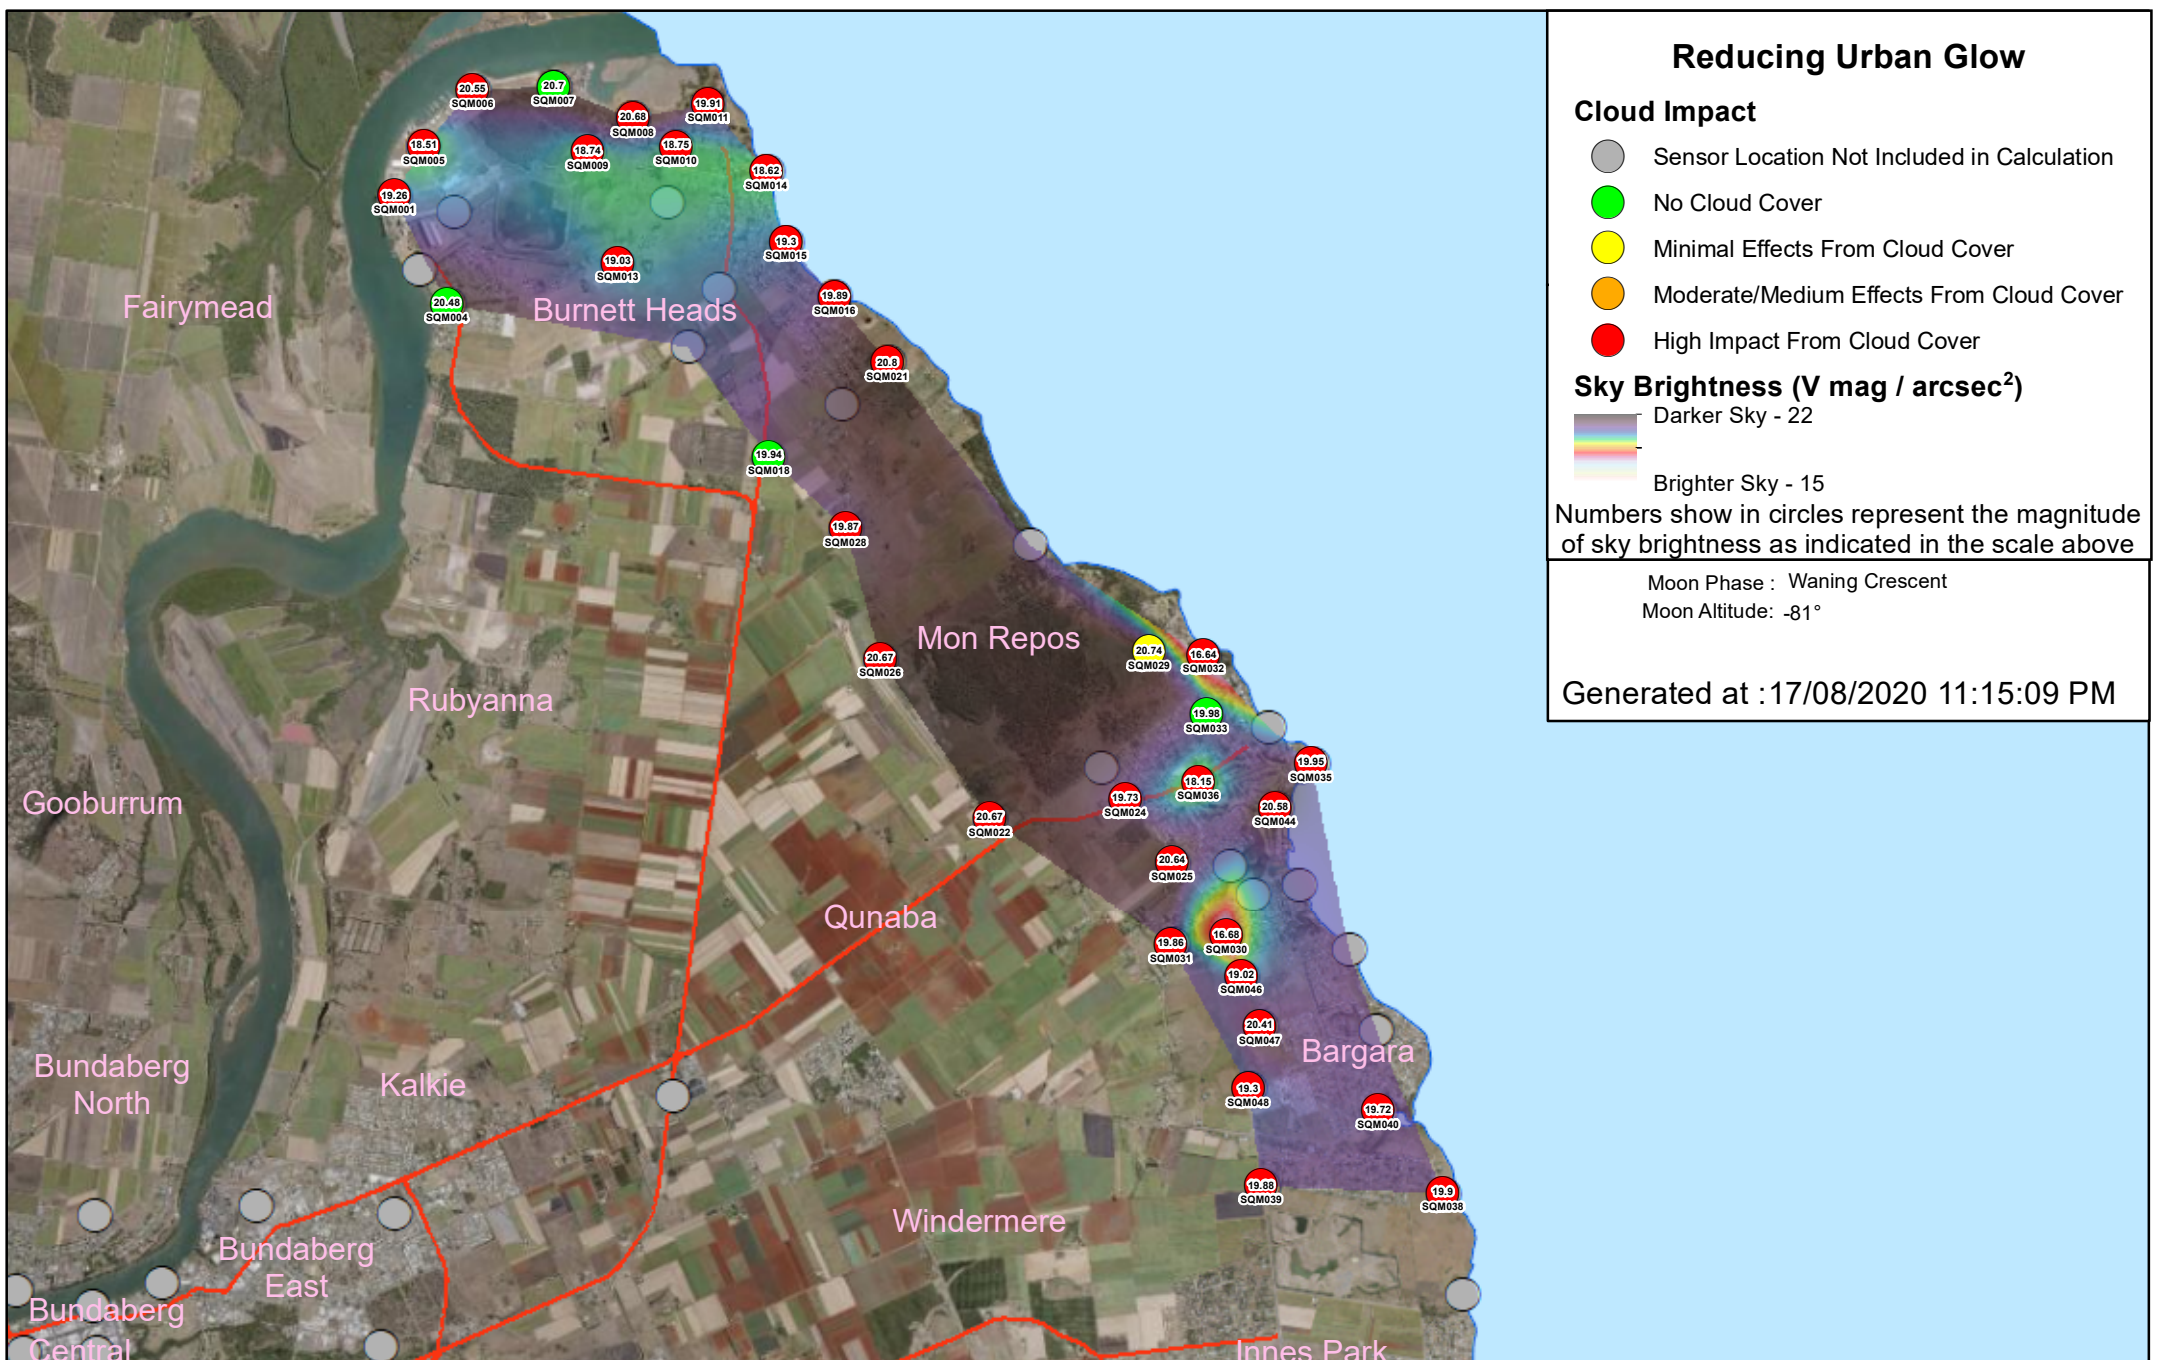 Reducing Urban Glow
Cloud Impact
Sensor Location Not Included in Calculation
No Cloud Cover
Minimal Effects From Cloud Cover
Moderate/Medium Effects From Cloud Cover
High Impact From Cloud Cover
Sky Brightness (V mag / arcsec²)
Darker Sky - 22
Brighter Sky - 15
Numbers show in circles represent the magnitude
of sky brightness as indicated in the scale above
Moon Phase : Waning Crescent
Moon Altitude: -81°
Generated at :17/08/2020 11:15:09 PM
20.55
SQM006
20.7
SQM007
20.68
SQM008
19.91
SQM011
18.51
SQM005
18.74
SQM009
18.75
SQM010
18.62
SQM014
19.26
SQM001
19.3
SQM015
19.03
SQM013
20.48
SQM004
19.89
SQM016
Fairymead
Burnett Heads
20.8
SQM021
19.94
SQM018
19.87
SQM028
Mon Repos
20.67
SQM026
20.74
SQM029
16.64
SQM032
Rubyanna
19.98
SQM033
19.95
SQM035
18.15
SQM036
19.73
SQM024
20.58
SQM044
Gooburrum
20.67
SQM022
20.64
SQM025
Qunaba
19.86
SQM031
16.68
SQM030
19.02
SQM046
20.41
SQM047
Bargara
Bundaberg
North
Kalkie
19.3
SQM048
19.72
SQM040
19.88
SQM039
19.9
SQM038
Windermere
Bundaberg
East
Bundaberg
Central
Innes Park